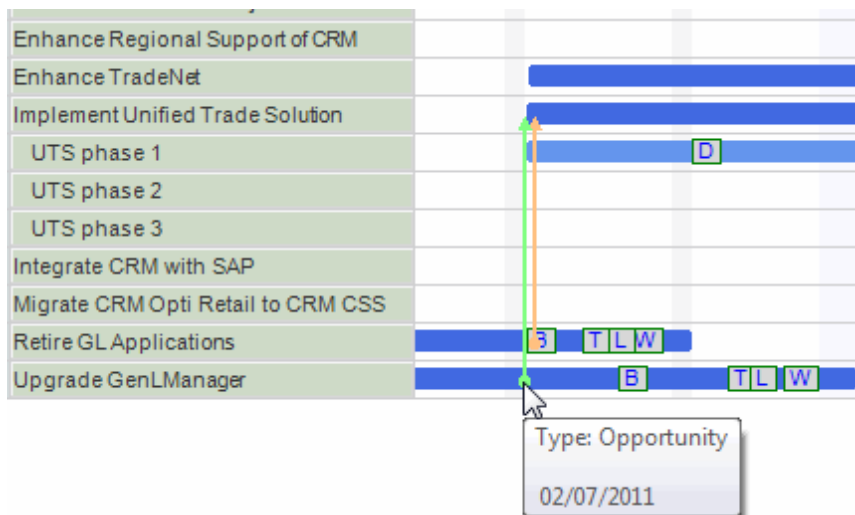 Enhance Regional Support of CRM
Enhance TradeNet
Implement Unified Trade Solution
UTS phase 1
D
UTS phase 2
UTS phase 3
Integrate CRM with SAP
Migrate CRM Opti Retail to CRM CSS
Retire GL Applications
B T L W
Upgrade GenLManager
B T L W
Type: Opportunity
02/07/2011